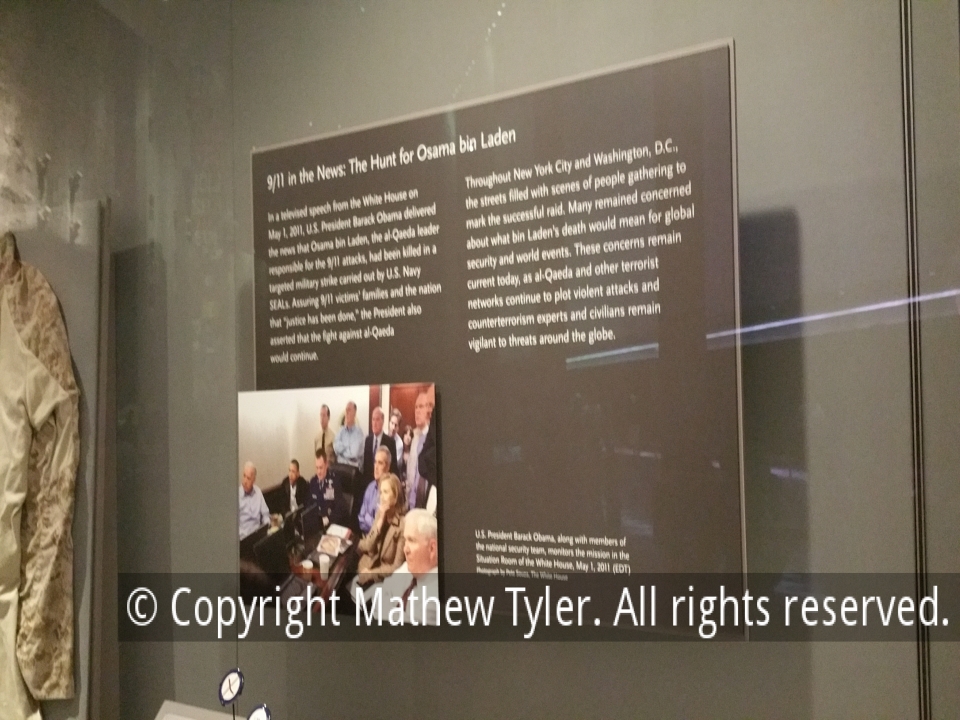 9/11 in the News: The Hunt for Osama bin Laden
In a televised speech from the White House on
May 1, 2011, U.S. President Barack Obama delivered
the news that Osama bin Laden, the al-Qaeda leader
responsible for the 9/11 attacks, had been killed in a
targeted military strike carried out by U.S. Navy
SEALs. Assuring 9/11 victims' families and the nation
that "justice has been done," the President also
asserted that the fight against al-Qaeda
would continue.
Throughout New York City and Washington, D.C.,
the streets filled with scenes of people gathering to
mark the successful raid. Many remained concerned
about what bin Laden's death would mean for global
security and world events. These concerns remain
current today, as al-Qaeda and other terrorist
networks continue to plot violent attacks and
counterterrorism experts and civilians remain
vigilant to threats around the globe.
U.S. President Barack Obama, along with members of
the national security team, monitors the mission in the
Situation Room of the White House, May 1, 2011 (EDT)
Photograph by Pete Souza, The White House
© Copyright Mathew Tyler. All rights reserved.